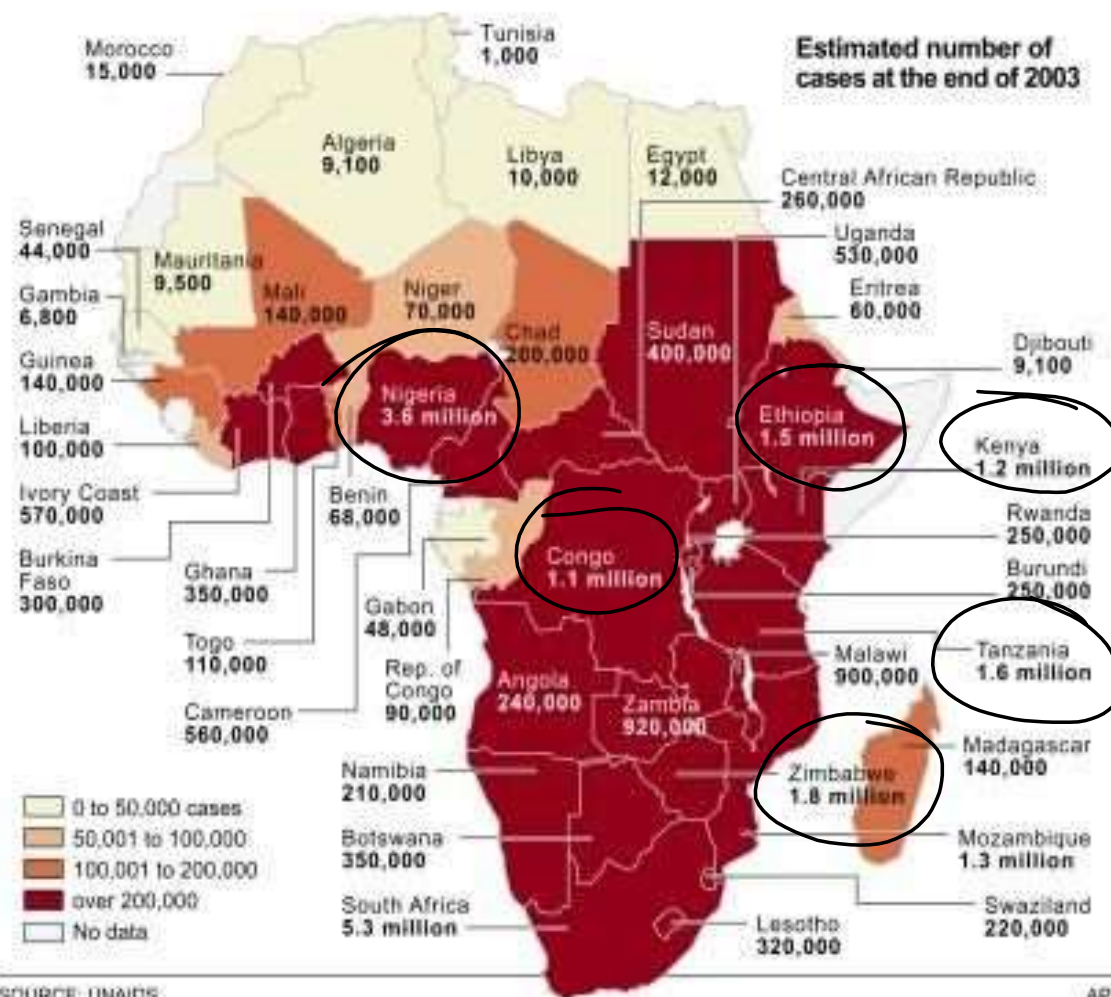 Estimated number of
cases at the end of 2003
Morocco
15,000
Tunisia
1,000
Algeria
9,100
Libya
10,000
Egypt
12,000
Central African Republic
260,000
Uganda
530,000
Eritrea
60,000
Djibouti
9,100
Senegal
44,000
Mauritania
9,500
Mali
140,000
Niger
70,000
Chad
200,000
Sudan
400,000
Gambia
6,800
Guinea
140,000
Liberia
100,000
Nigeria
3.6 million
Ethiopia
1.5 million
Kenya
1.2 million
Ivory Coast
570,000
Benin
68,000
Rwanda
250,000
Burkina
Faso
300,000
Ghana
350,000
Congo
1.1 million
Burundi
250,000
Togo
110,000
Gabon
48,000
Rep. of
Congo
90,000
Angola
240,000
Zambia
920,000
Malawi
900,000
Tanzania
1.6 million
Cameroon
560,000
Namibia
210,000
Zimbabwe
1.8 million
Madagascar
140,000
Botswana
350,000
Mozambique
1.3 million
South Africa
5.3 million
Lesotho
320,000
Swaziland
220,000
0 to 50,000 cases
50,001 to 100,000
100,001 to 200,000
over 200,000
No data
SOURCE: UNAIDS
AP